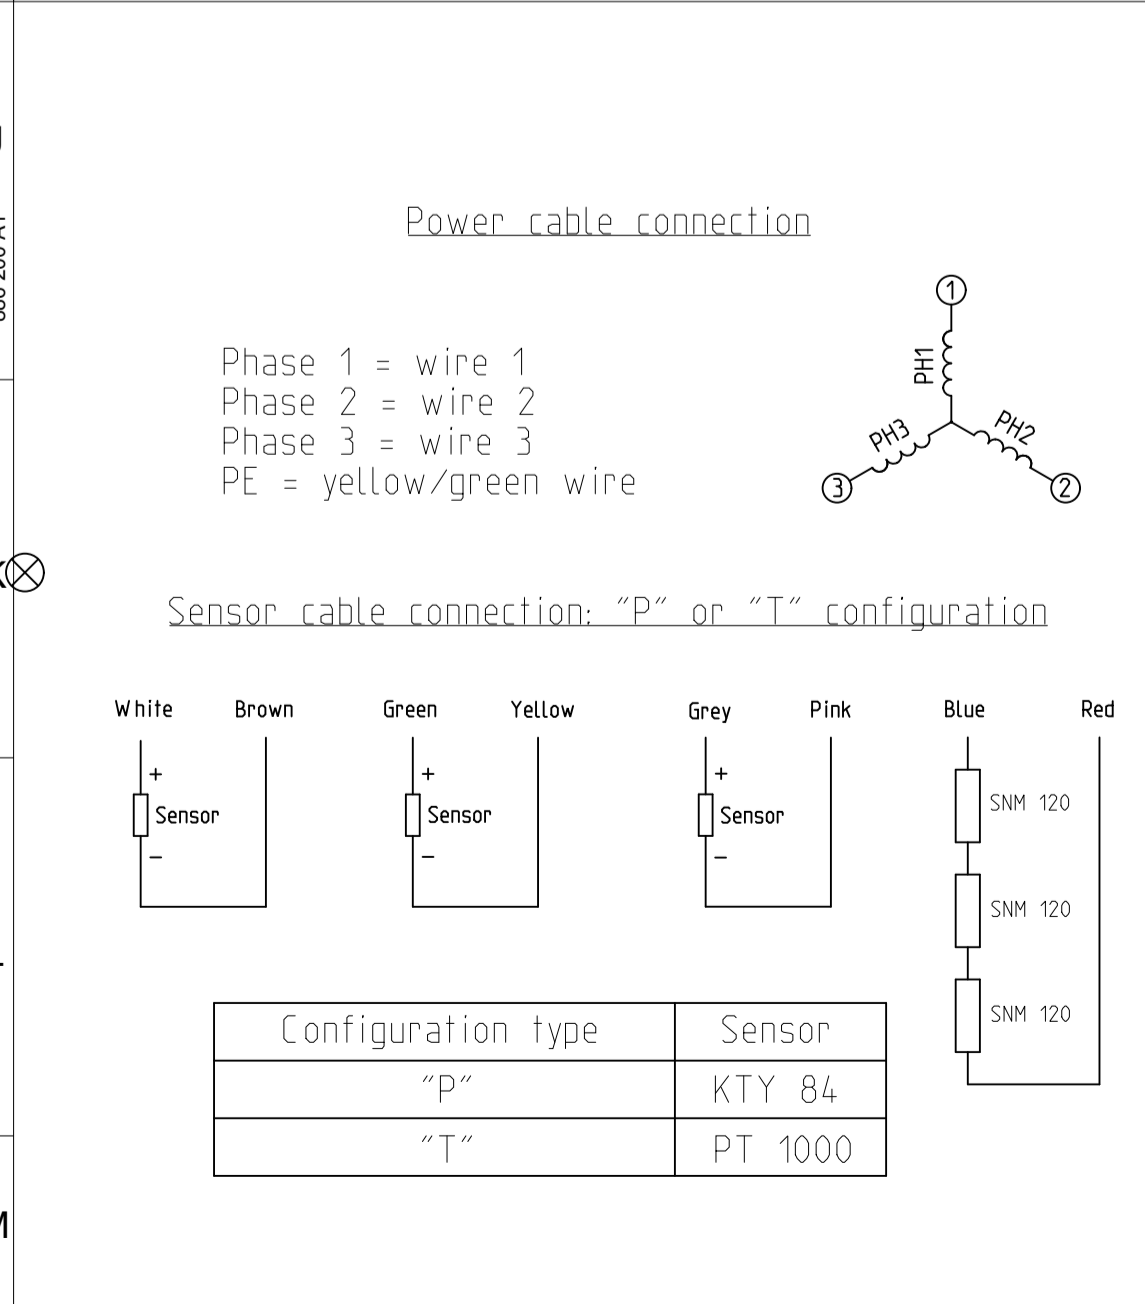 Power cable connection
1
PH1
PH2
PH3
3
2
Phase 1 = wire 1
Phase 2 = wire 2
Phase 3 = wire 3
PE = yellow/green wire
Sensor cable connection: "P" or "T" configuration
White Brown Green Yellow Grey Pink Blue Red
+ + +
Sensor Sensor Sensor
- - -
SNM 120
SNM 120
SNM 120
Configuration type Sensor
"P" KTY 84
"T" PT 1000